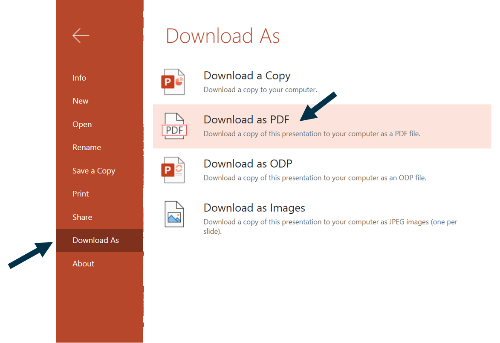 Download As
Info
New
Open
Rename
Save a Copy
Print
Share
Download As
About
P
Download a Copy
Download a copy to your computer.
PDF
Download as PDF
Download a copy of this presentation to your computer as a PDF file.
P
Download as ODP
Download a copy of this presentation to your computer as an ODP file.
Download as Images
Download a copy of this presentation to your computer as JPEG images (one per
slide).